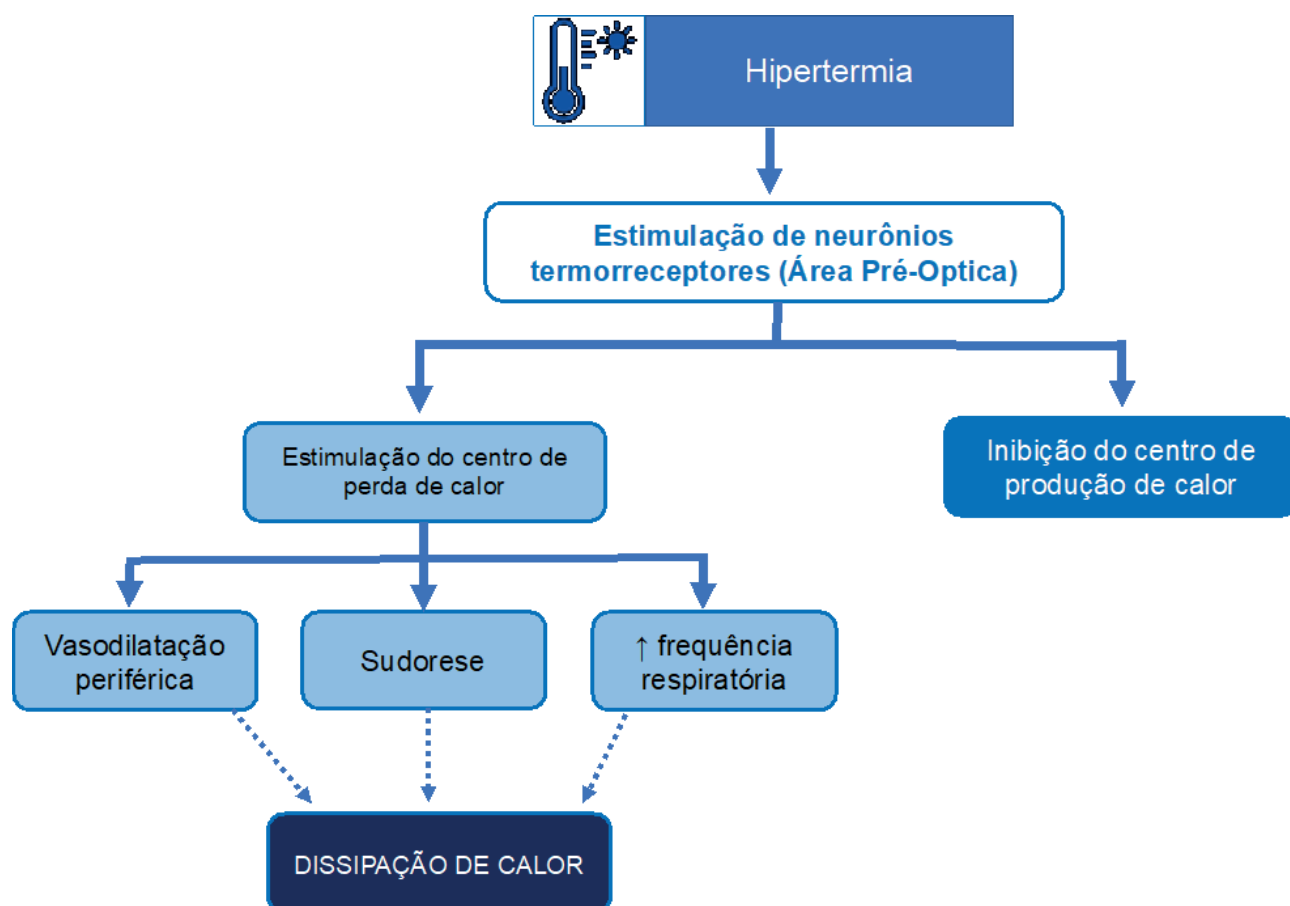 Hipertermia
Estimulação de neurônios
termorreceptores (Área Pré-Optica)
Estimulação do centro de
perda de calor
Inibição do centro de
produção de calor
Vasodilatação
periférica
Sudorese
↑ frequência
respiratória
DISSIPAÇÃO DE CALOR